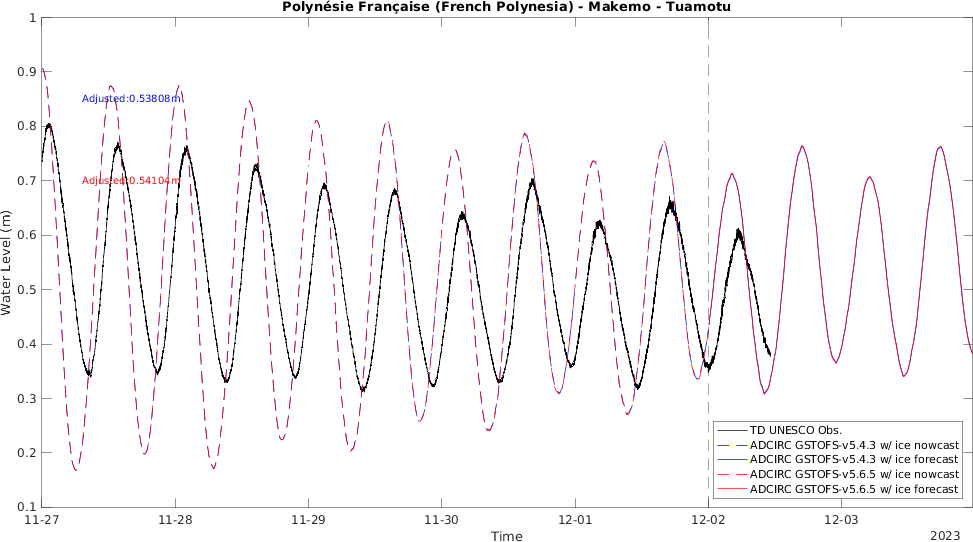 Polynésie Française (French Polynesia) - Makemo - Tuamotu
1
0.9
0.8
0.7
0.6
0.5
0.4
0.3
0.2
0.1
Water Level (m)
Adjusted:0.53808m
Adjusted:0.54104m
TD UNESCO Obs.
ADCIRC GSTOFS-v5.4.3 w/ ice nowcast
ADCIRC GSTOFS-v5.4.3 w/ ice forecast
ADCIRC GSTOFS-v5.6.5 w/ ice nowcast
ADCIRC GSTOFS-v5.6.5 w/ ice forecast
11-27 11-28 11-29 11-30 12-01 12-02 12-03
Time
2023